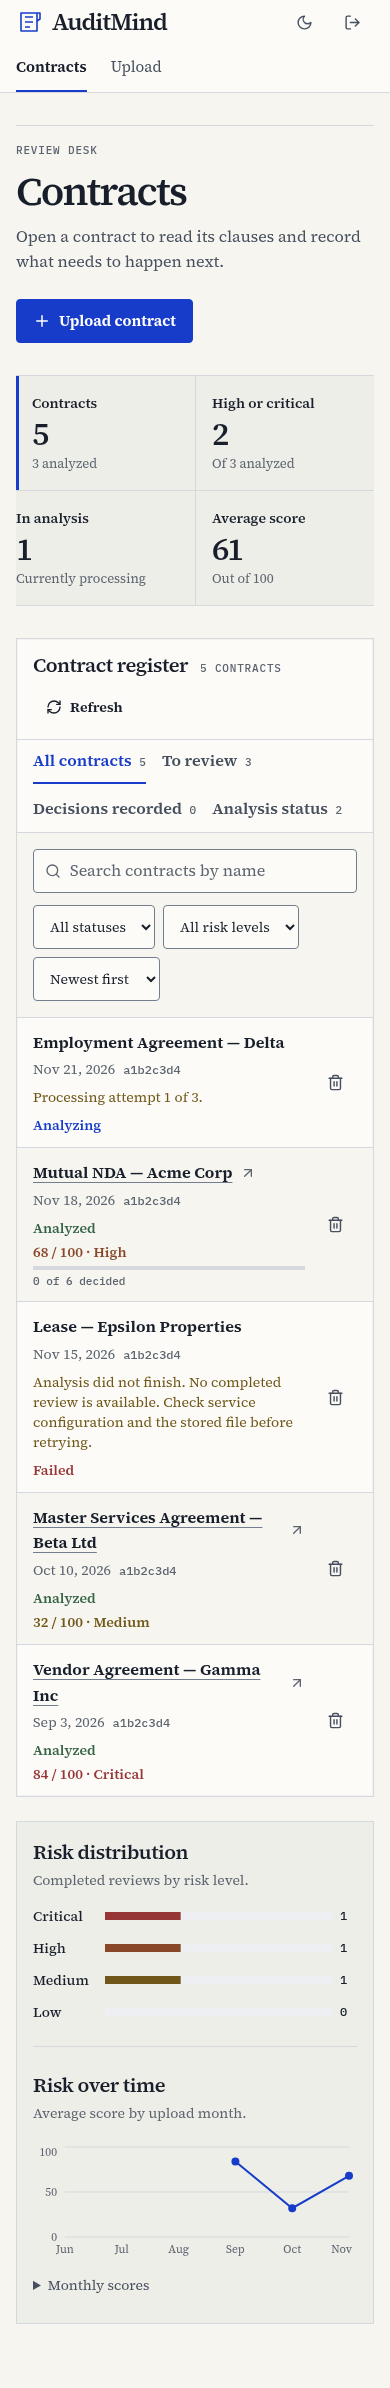 AuditMind
Contracts Upload
REVIEW DESK
Contracts
Open a contract to read its clauses and record
what needs to happen next.
Upload contract
Contracts
5
3 analyzed
High or critical
2
Of 3 analyzed
In analysis
1
Currently processing
Average score
61
Out of 100
Contract register 5 CONTRACTS
Refresh
All contracts 5 To review 3
Decisions recorded 0 Analysis status 2
Search contracts by name
All statuses All risk levels
Newest first
Employment Agreement — Delta
Nov 21, 2026 a1b2c3d4
Processing attempt 1 of 3.
Analyzing
Mutual NDA — Acme Corp
Nov 18, 2026 a1b2c3d4
Analyzed
68 / 100 · High
0 of 6 decided
Lease — Epsilon Properties
Nov 15, 2026 a1b2c3d4
Analysis did not finish. No completed
review is available. Check service
configuration and the stored file before
retrying.
Failed
Master Services Agreement —
Beta Ltd
Oct 10, 2026 a1b2c3d4
Analyzed
32 / 100 · Medium
Vendor Agreement — Gamma
Inc
Sep 3, 2026 a1b2c3d4
Analyzed
84 / 100 · Critical
Risk distribution
Completed reviews by risk level.
Critical 1
High 1
Medium 1
Low 0
Risk over time
Average score by upload month.
100
50
0
Jun Jul Aug Sep Oct Nov
Monthly scores